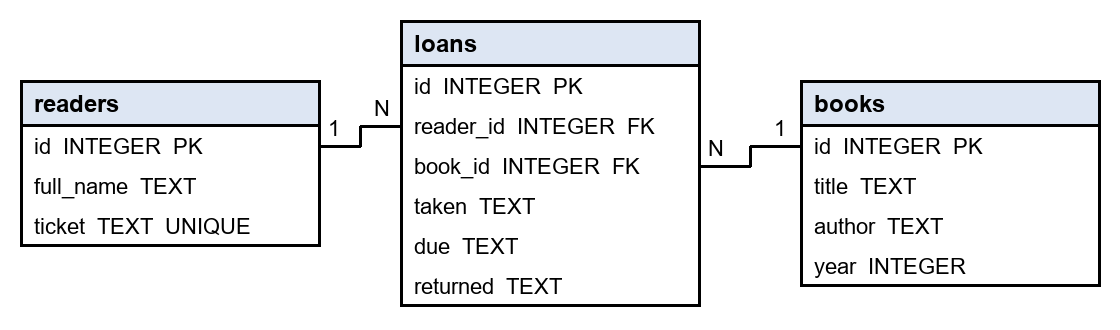 readers
id INTEGER PK
full_name TEXT
ticket TEXT UNIQUE
1
N
loans
id INTEGER PK
reader_id INTEGER FK
book_id INTEGER FK
taken TEXT
due TEXT
returned TEXT
N
1
books
id INTEGER PK
title TEXT
author TEXT
year INTEGER